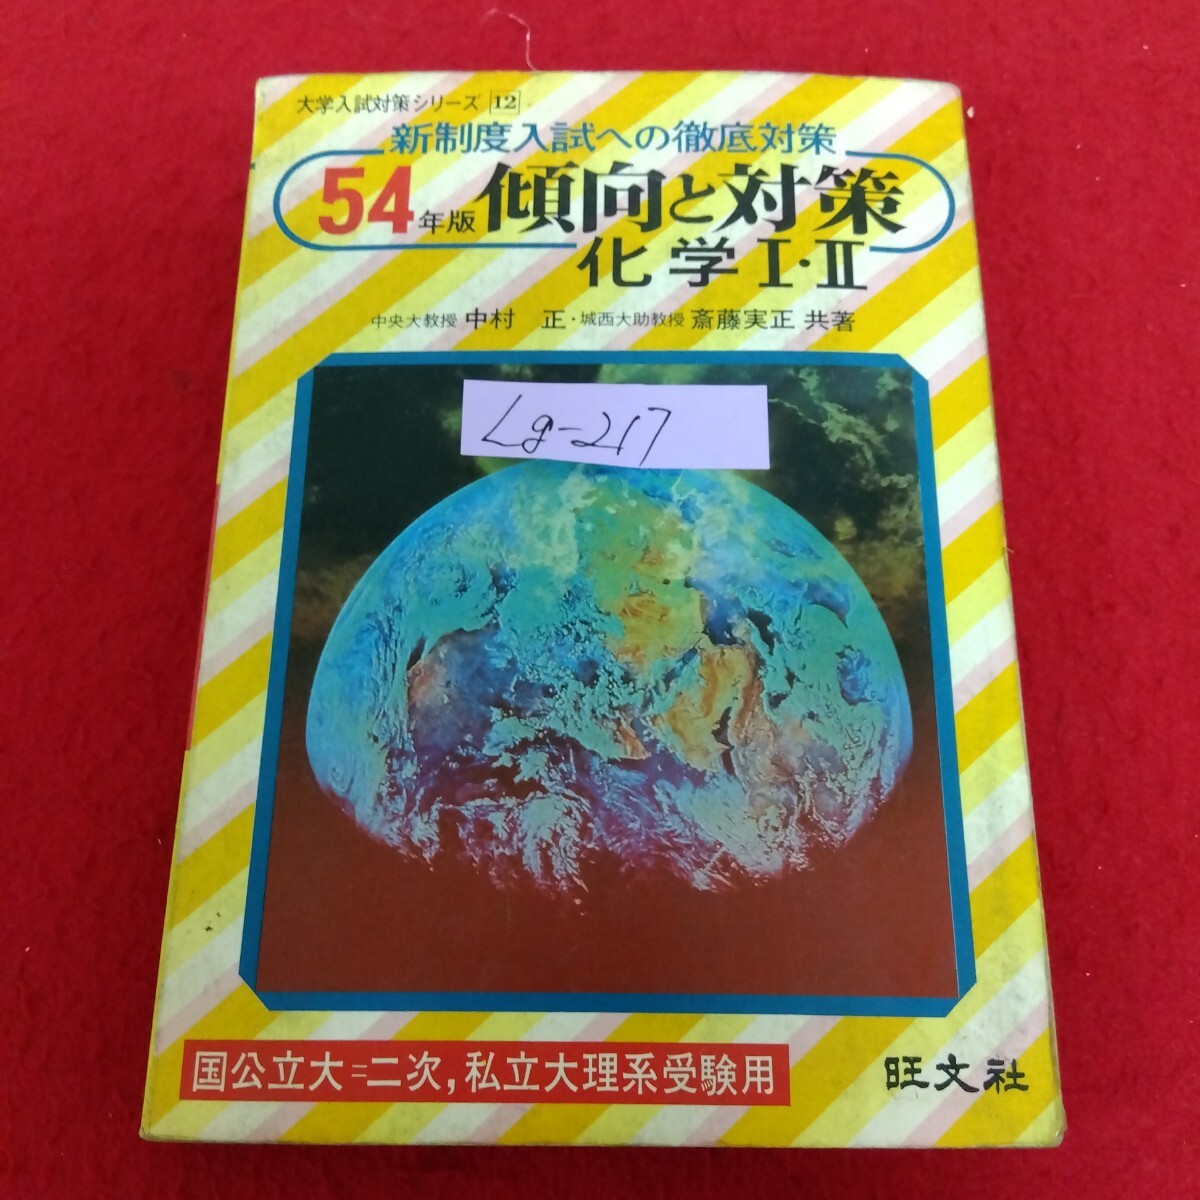 大学入試対策シリーズ 12
新制度入試への徹底対策
54年版 傾向と対策
化学I・II
中央大教授 中村 正・城西大助教授 斎藤実正 共著
Lg-217
国公立大=二次,私立大理系受験用
旺文社